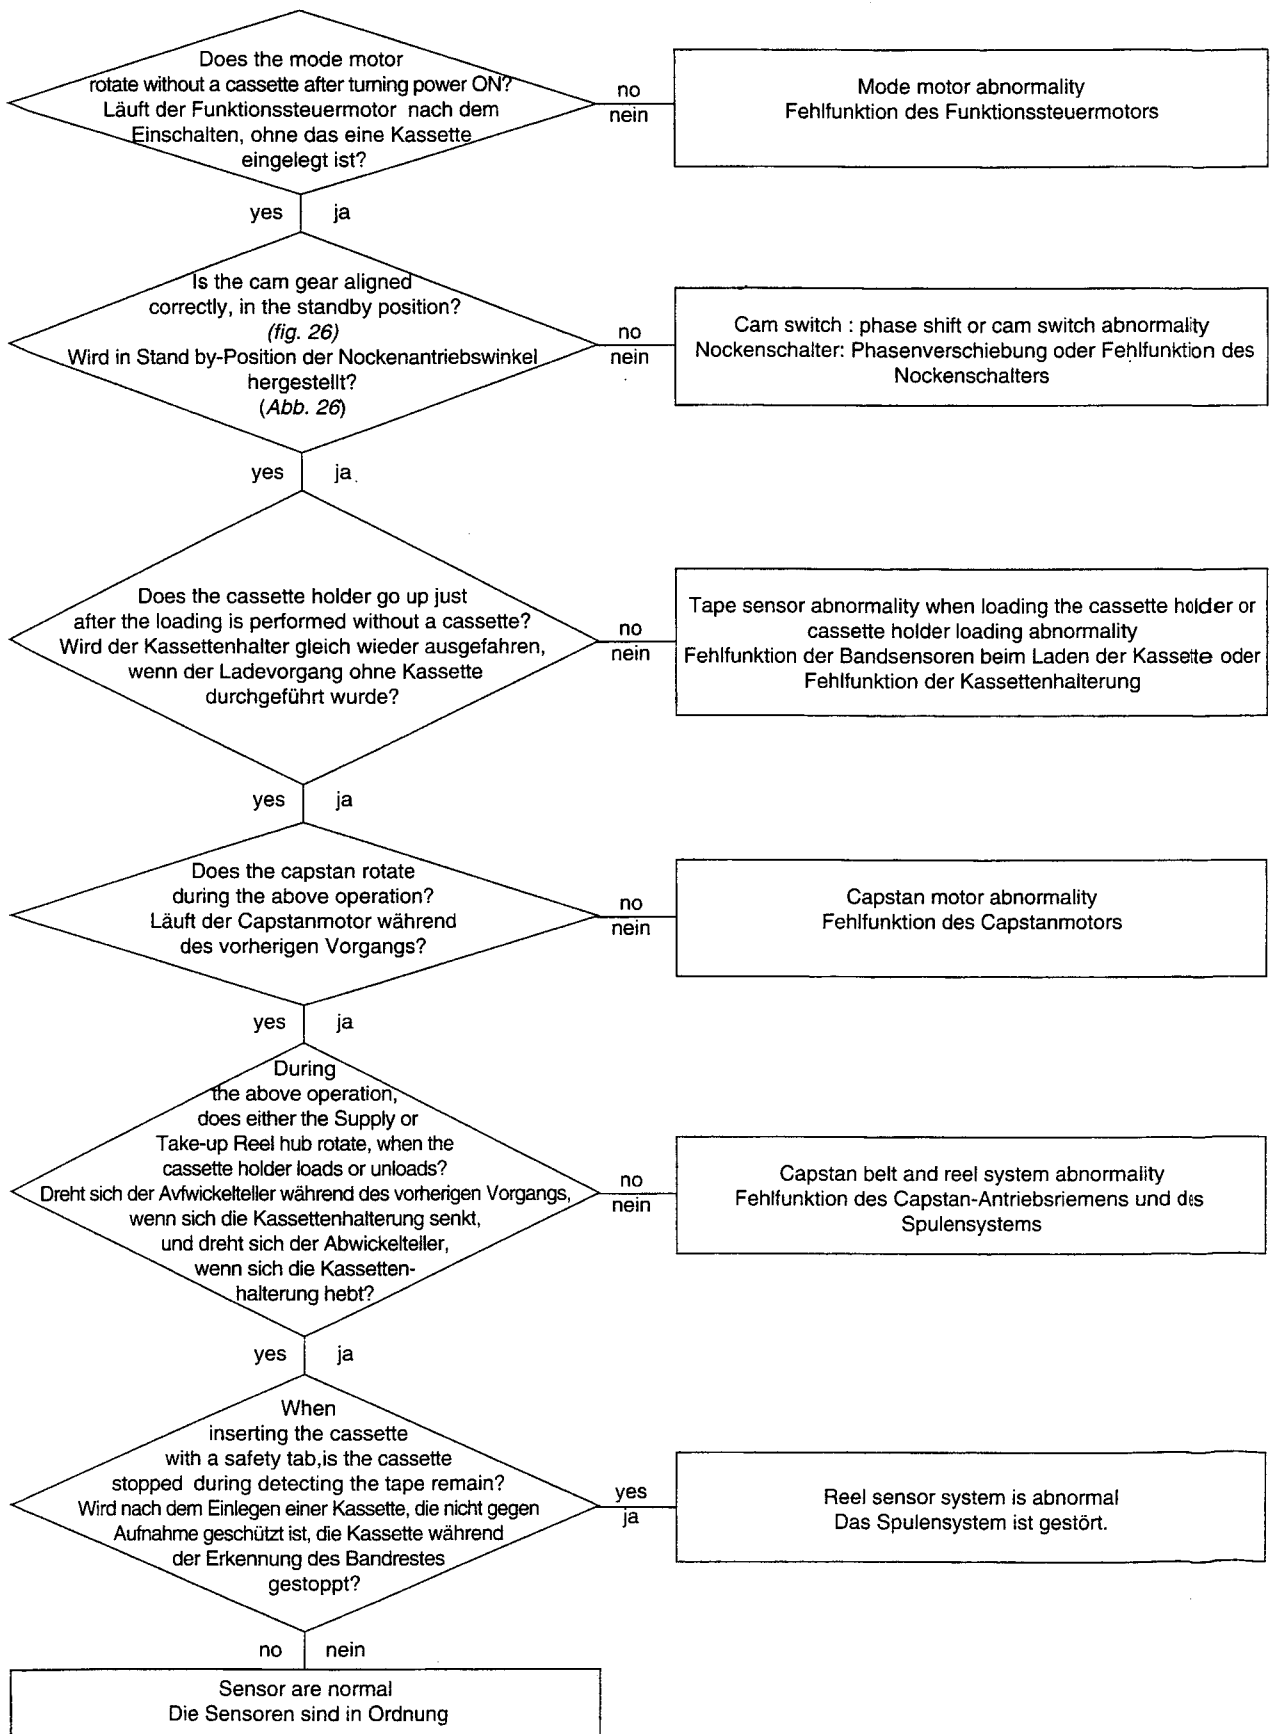 Does the mode motor
rotate without a cassette after turning power ON?
Läuft der Funktionssteuermotor nach dem
Einschalten, ohne das eine Kassette
eingelegt ist?
no
nein
Mode motor abnormality
Fehlfunktion des Funktionssteuermotors
yes ja
Is the cam gear aligned
correctly, in the standby position?
(fig. 26)
Wird in Stand by-Position der Nockenantriebswinkel
hergestellt?
(Abb. 26)
no
nein
Cam switch : phase shift or cam switch abnormality
Nockenschalter: Phasenverschiebung oder Fehlfunktion des
Nockenschalters
yes ja
Does the cassette holder go up just
after the loading is performed without a cassette?
Wird der Kassettenhalter gleich wieder ausgefahren,
wenn der Ladevorgang ohne Kassette
durchgeführt wurde?
no
nein
Tape sensor abnormality when loading the cassette holder or
cassette holder loading abnormality
Fehlfunktion der Bandsensoren beim Laden der Kassette oder
Fehlfunktion der Kassettenhalterung
yes ja
Does the capstan rotate
during the above operation?
Läuft der Capstanmotor während
des vorherigen Vorgangs?
no
nein
Capstan motor abnormality
Fehlfunktion des Capstanmotors
yes ja
During
the above operation,
does either the Supply or
Take-up Reel hub rotate, when the
cassette holder loads or unloads?
Dreht sich der Avfwickelteller während des vorherigen Vorgangs,
wenn sich die Kassettenhalterung senkt,
und dreht sich der Abwickelteller,
wenn sich die Kassetten-
halterung hebt?
no
nein
Capstan belt and reel system abnormality
Fehlfunktion des Capstan-Antriebsriemens und des
Spulensystems
yes ja
When
inserting the cassette
with a safety tab,is the cassette
stopped during detecting the tape remain?
Wird nach dem Einlegen einer Kassette, die nicht gegen
Aufnahme geschützt ist, die Kassette während
der Erkennung des Bandrestes
gestoppt?
yes
ja
Reel sensor system is abnormal
Das Spulensystem ist gestört.
no nein
Sensor are normal
Die Sensoren sind in Ordnung